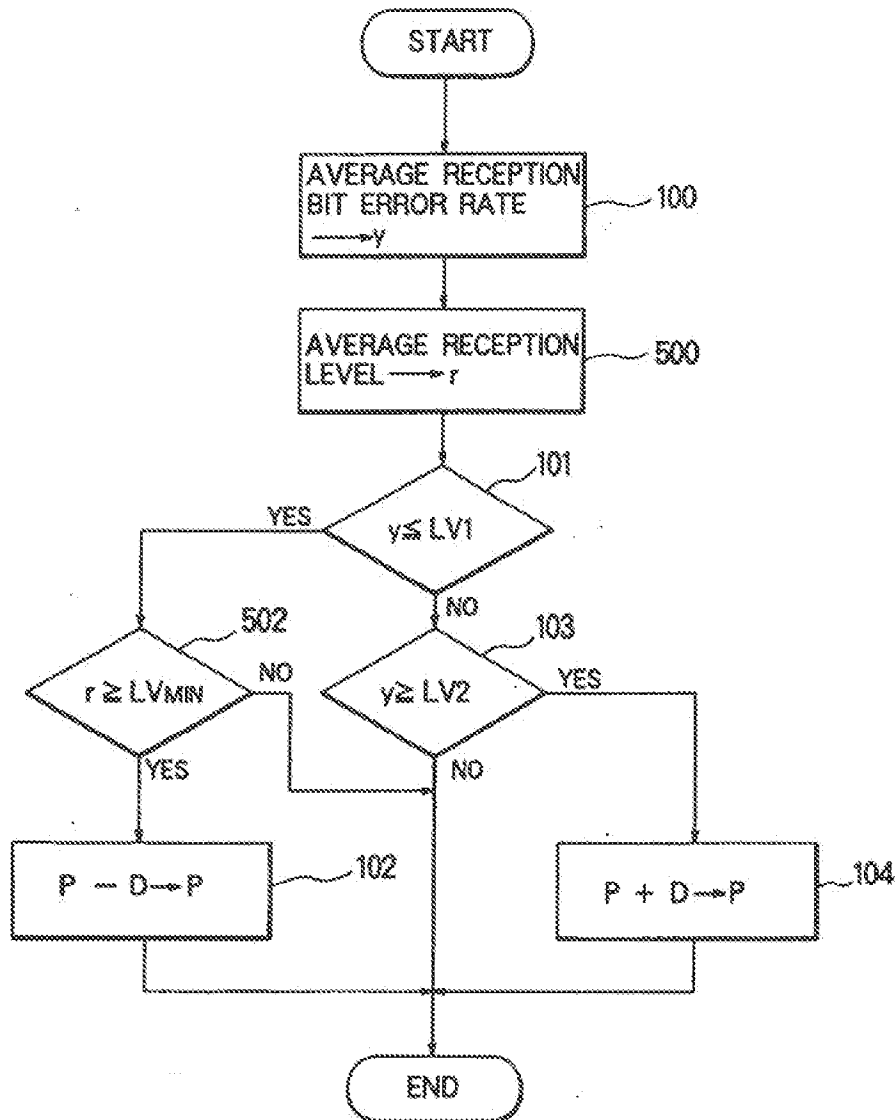 START
AVERAGE RECEPTION
BIT ERROR RATE
→y
100
AVERAGE RECEPTION
LEVEL → r
500
101
YES
y≦ LV1
NO
502
103
r ≧ LVMIN
NO
y≧ LV2
YES
YES
NO
P − D→P
102
P + D→P
104
END